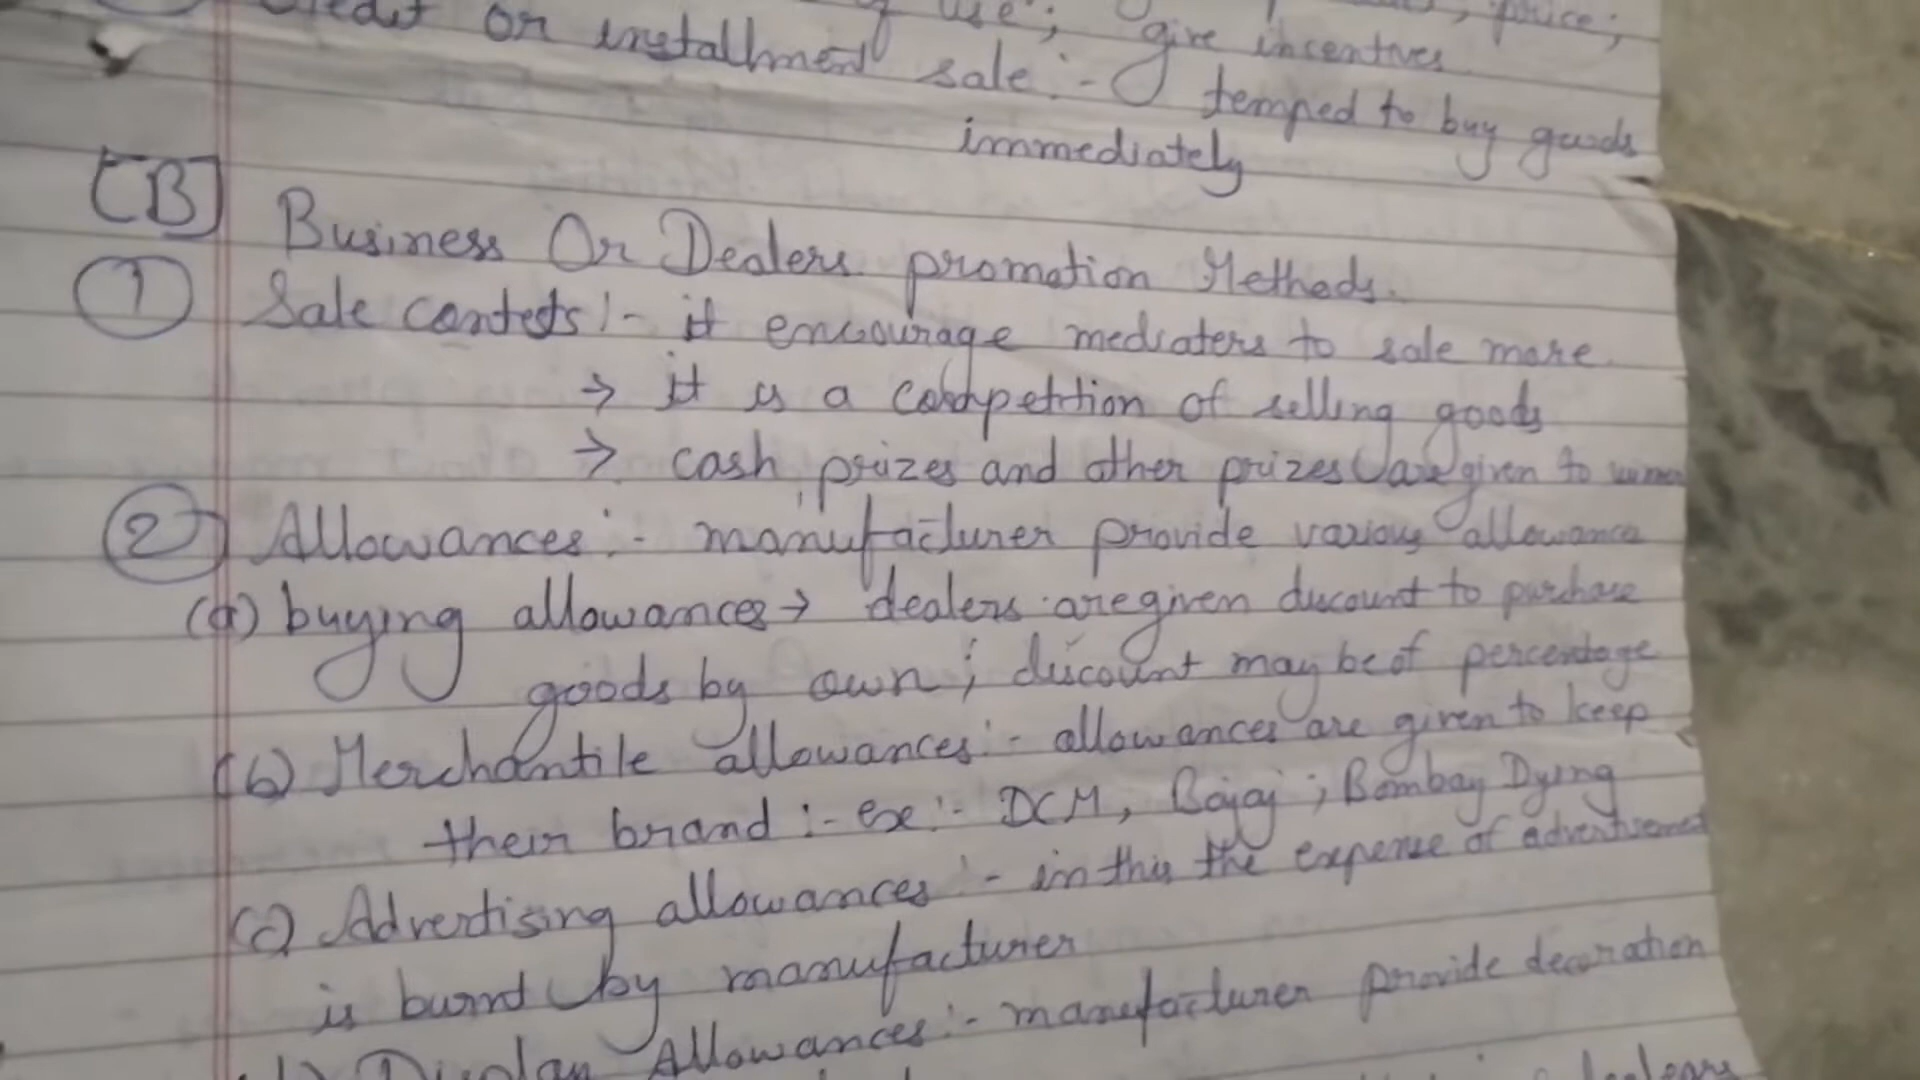 use; give incentives, price;
Credit or installment sale :- temped to buy goods
immediately
[B] Business Or Dealers promotion Methods.
1 Sale contests :- it encourage mediaters to sale more
→ it is a competition of selling goods
→ cash prizes and other prizes are given to
2 Allowances :- manufacturer provide various allowance
(a) buying allowances → dealers are given discount to purchase
goods by own ; discount may be of percentage
(b) Merchantile allowances :- allowances are given to keep
their brand :- ex :- DCM, Bajaj ; Bombay Dying
(c) Advertising allowances :- in this the expense of advertisement
is burnt by manufacturer
Display Allowances :- manufacturer provide decoration